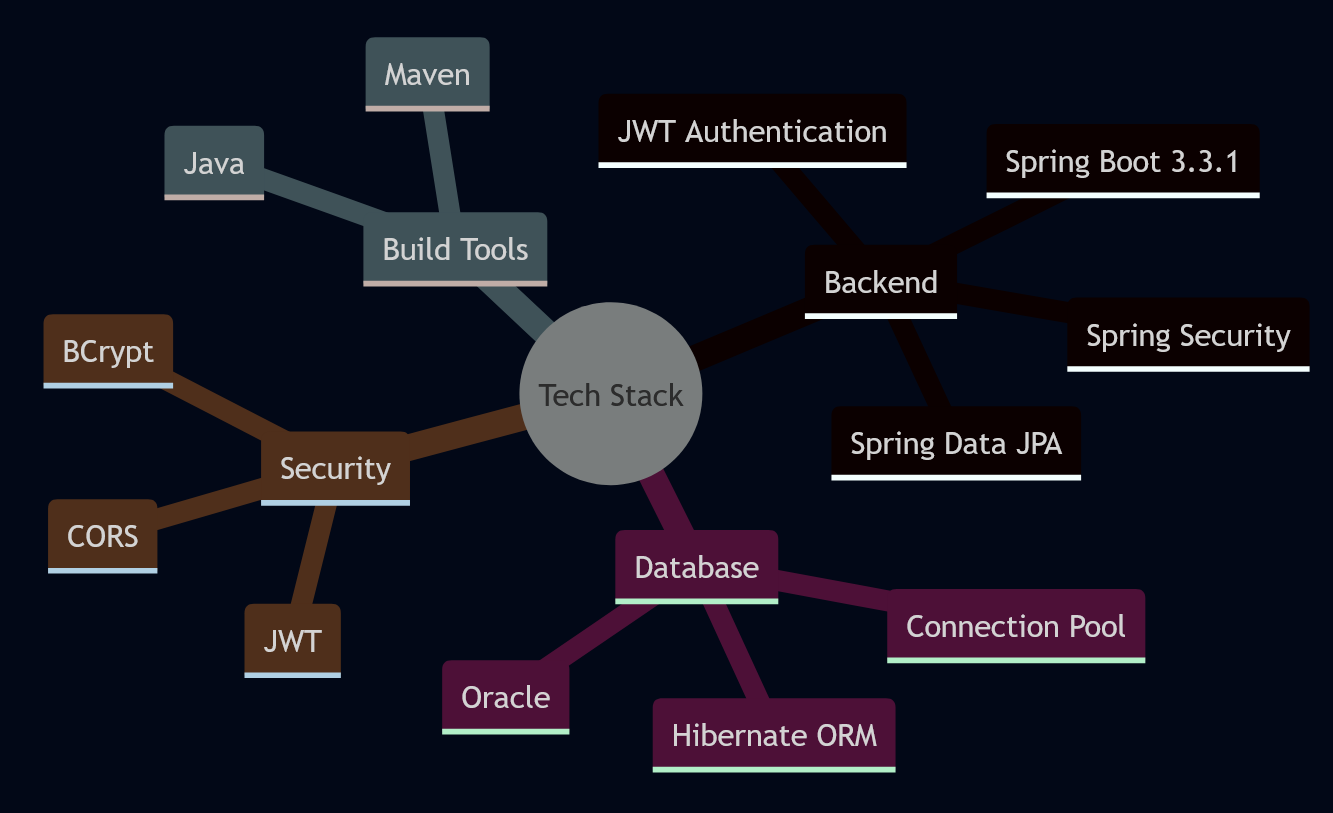 Maven
JWT Authentication
Java
Spring Boot 3.3.1
Build Tools
Backend
BCrypt
Spring Security
Tech Stack
Security
Spring Data JPA
CORS
Database
JWT
Connection Pool
Oracle
Hibernate ORM